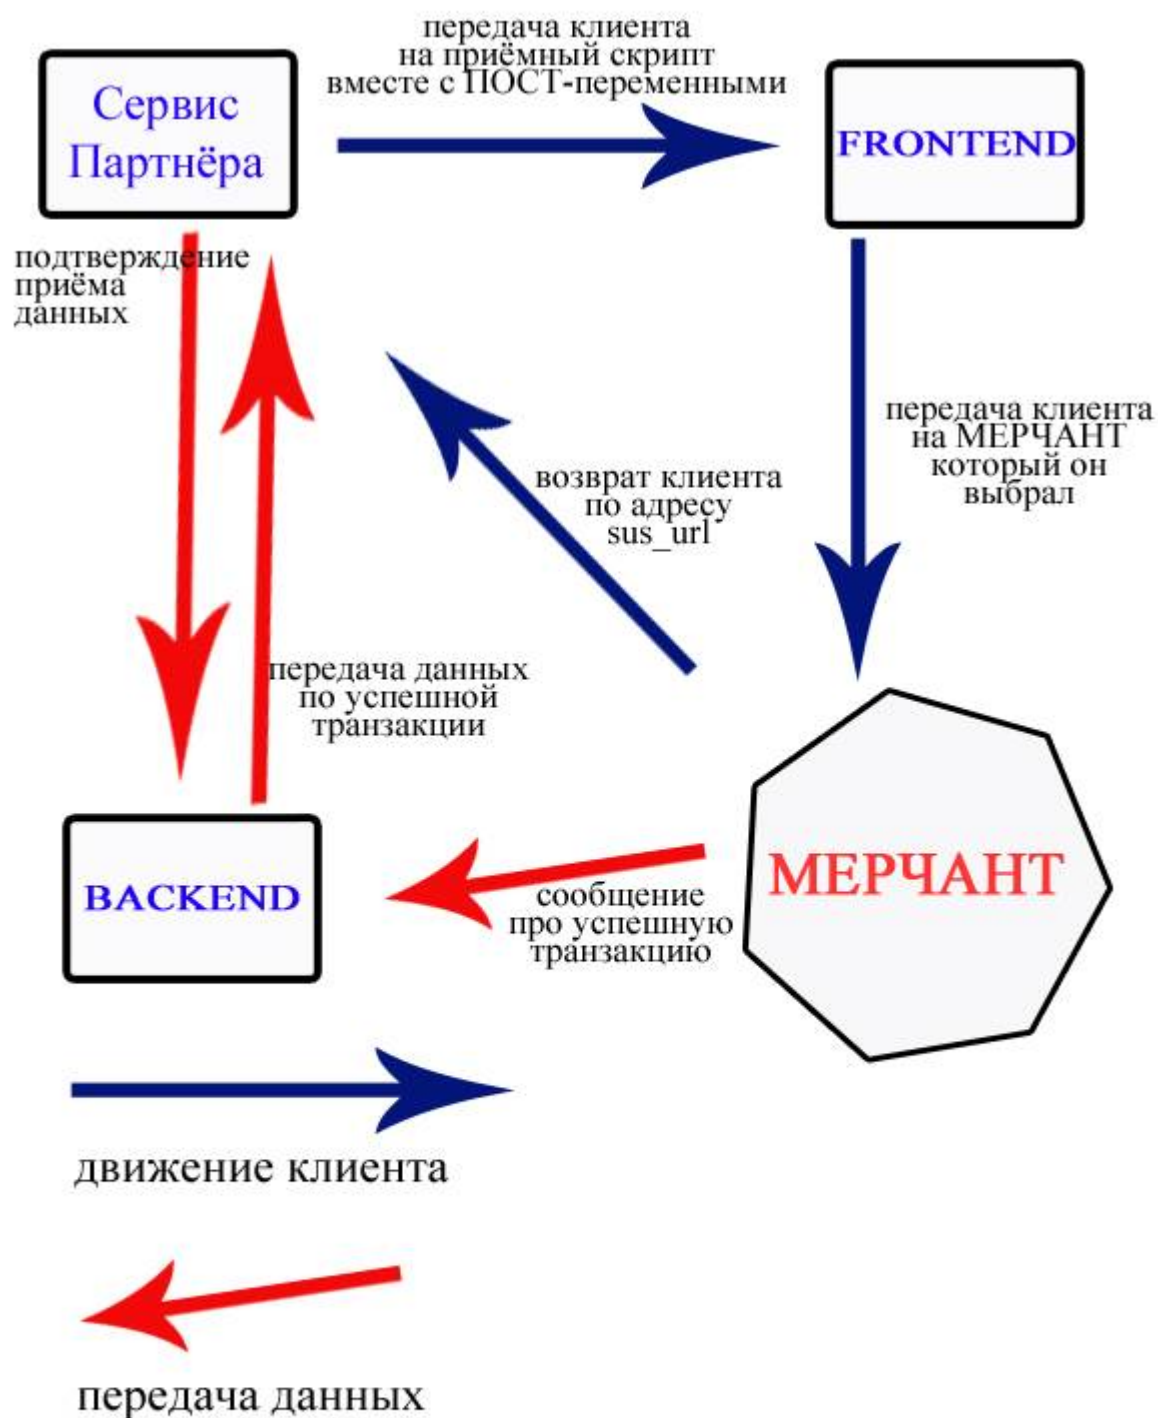 передача клиента
на приёмный скрипт
вместе с ПОСТ-переменными
Сервис
Партнёра
FRONTEND
подтверждение
приёма
данных
передача клиента
на МЕРЧАНТ
который он
выбрал
возврат клиента
по адресу
sus_url
передача данных
по успешной
транзакции
BACKEND
МЕРЧАНТ
сообщение
про успешную
транзакцию
движение клиента
передача данных